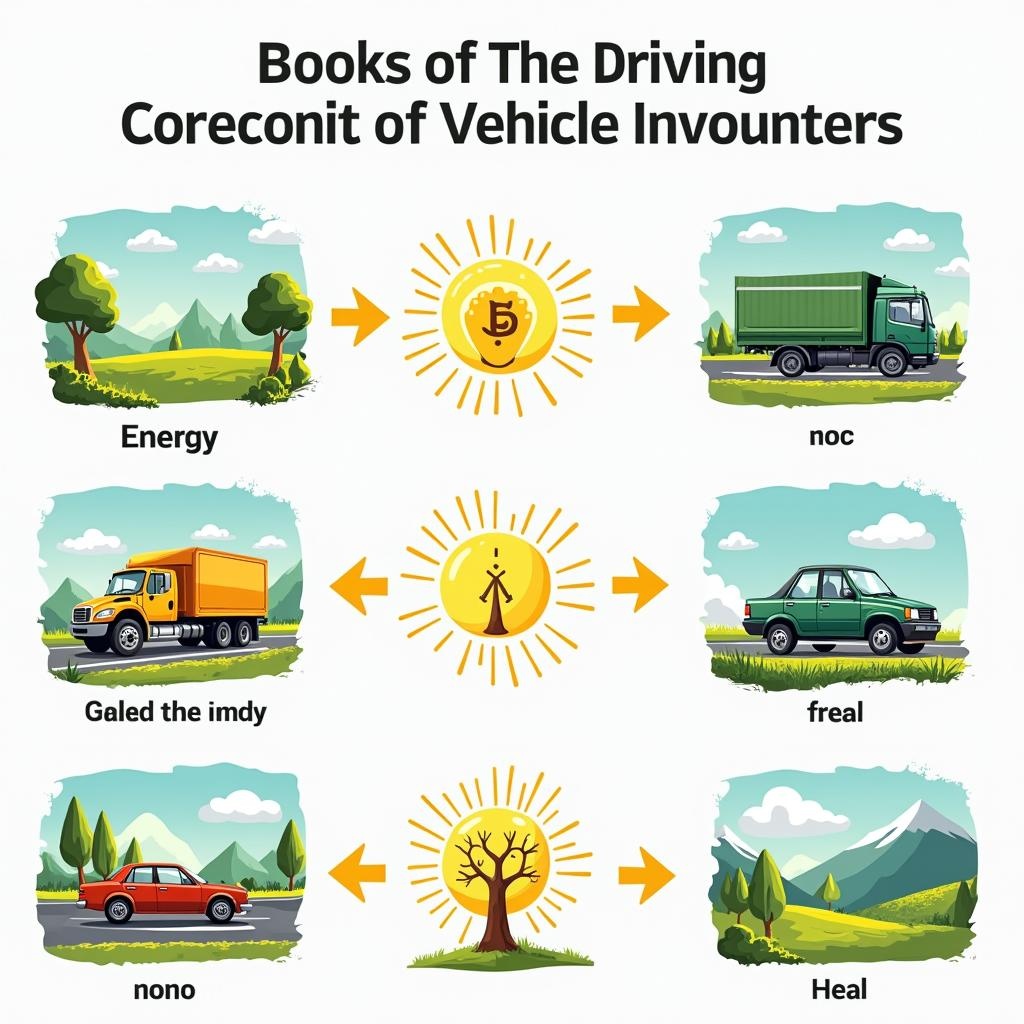 Books of The Driving
Coreconit of Vehicle Invounters
Energy
noc
Galed the imdy
freal
nono
Heal